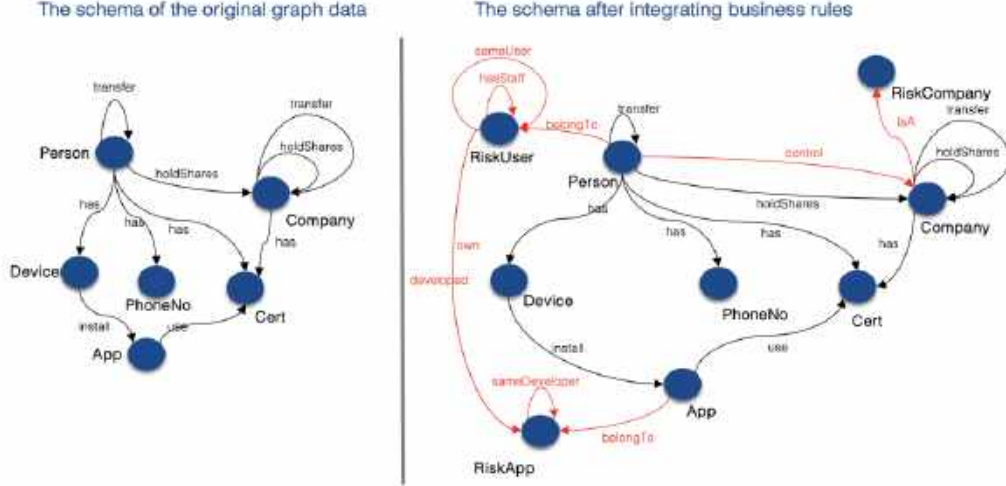 The schema of the original graph data
The schema after integrating business rules
transfer
Person
transfer
holdShares
holdShares
Company
has
has
has
has
Device
PhoneNo
Cert
install
use
App
sameUser
hasStaff
RiskUser
belongTo
transfer
Person
RiskCompany
isA
transfer
holdShares
control
holdShares
Company
has
has
has
has
own
developed
Device
PhoneNo
Cert
install
use
sameDeveloper
App
belongTo
RiskApp